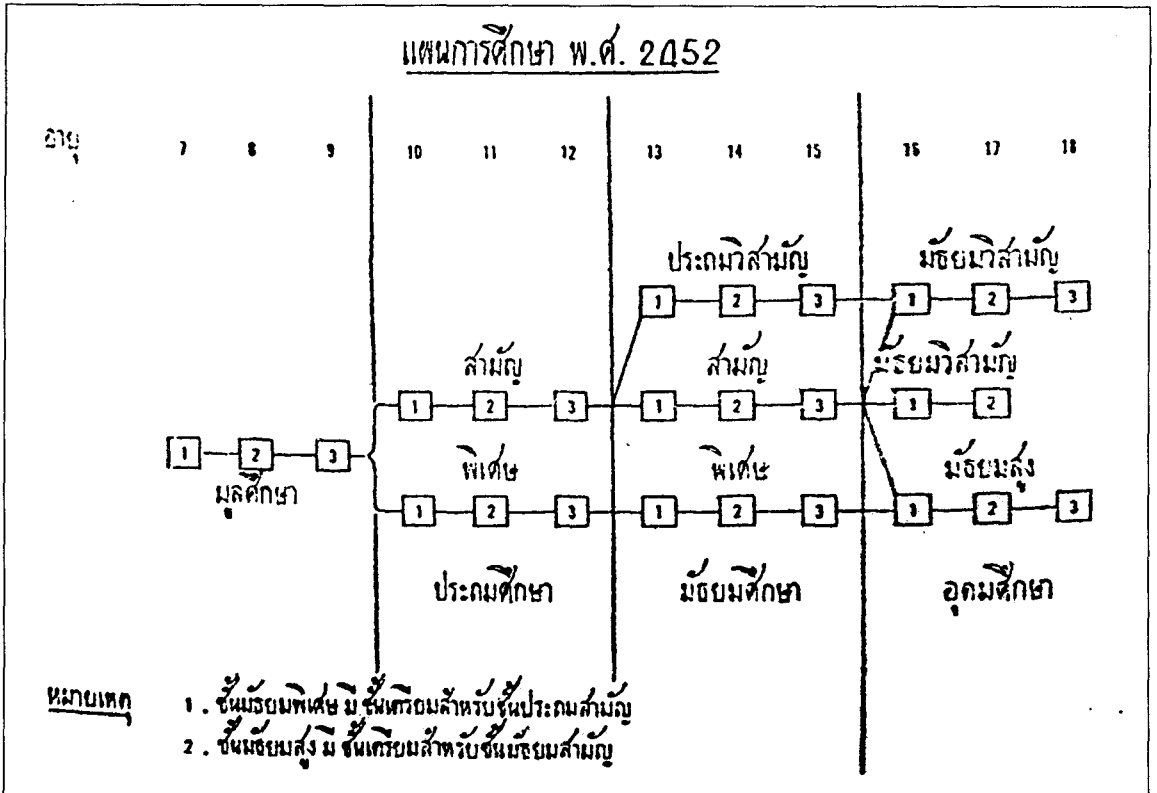 แผนการศึกษา พ.ศ. 2452
อายุ 7 8 9 10 11 12 13 14 15 16 17 18
ประถมวิสามัญ มัธยมวิสามัญ
1 2 3 1 2 3
สามัญ สามัญ มัธยมวิสามัญ
1 2 3 1 2 3 1 2
1 2 3
มูลศึกษา
พิเศษ พิเศษ มัธยมสูง
1 2 3 1 2 3 1 2 3
ประถมศึกษา มัธยมศึกษา อุดมศึกษา
หมายเหตุ 1. ชั้นมัธยมพิเศษ มี ชั้นเตรียมสำหรับชั้นประถมสามัญ
2. ชั้นมัธยมสูง มี ชั้นเตรียมสำหรับชั้นมัธยมสามัญ